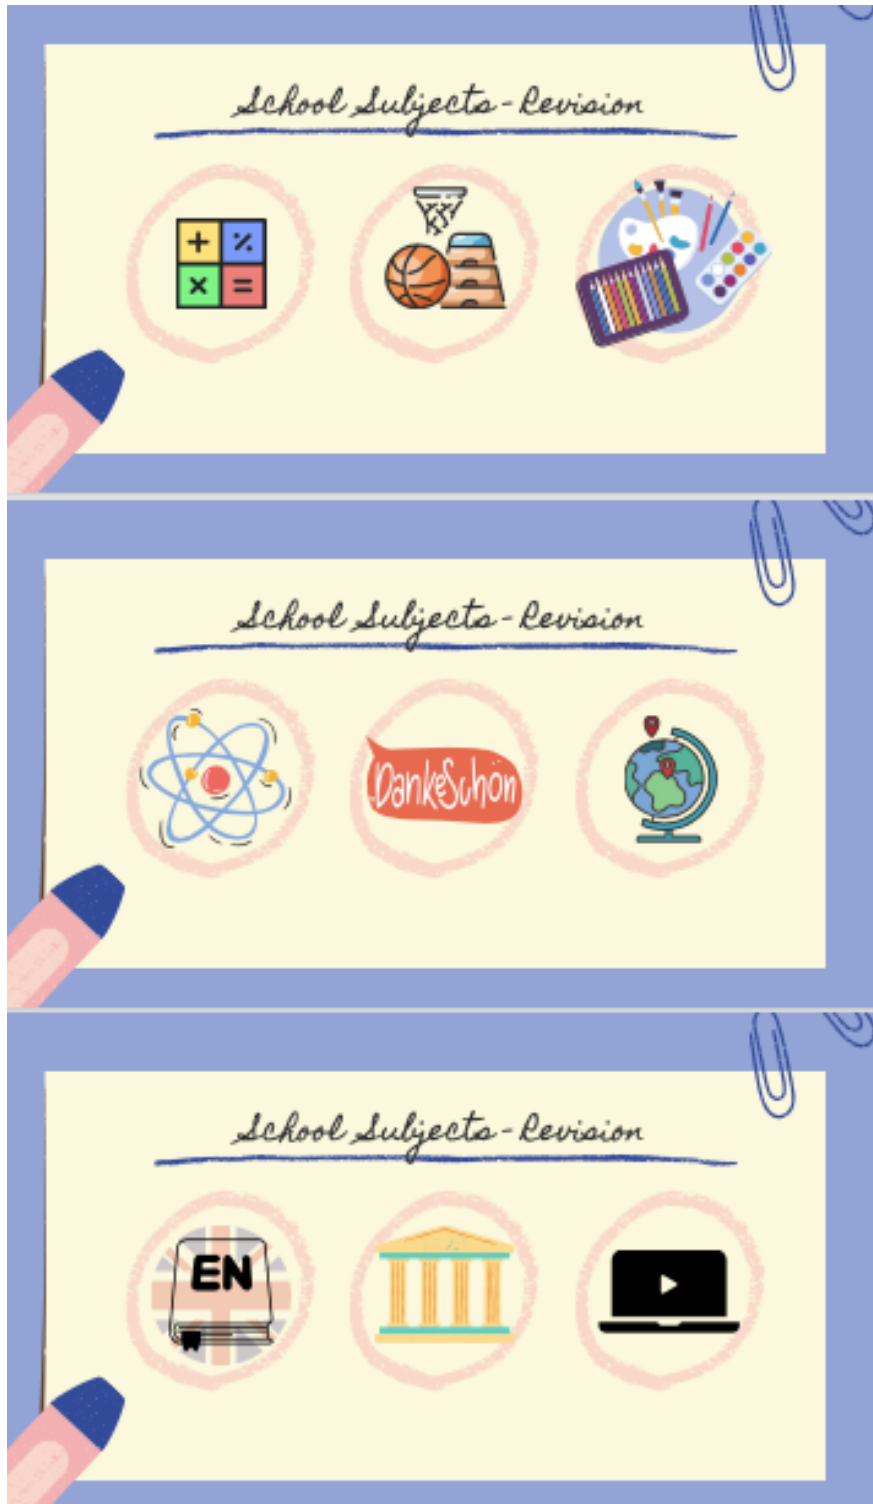 School Subjects - Revision
+ %
× =
School Subjects - Revision
DankeSchön
School Subjects - Revision
EN